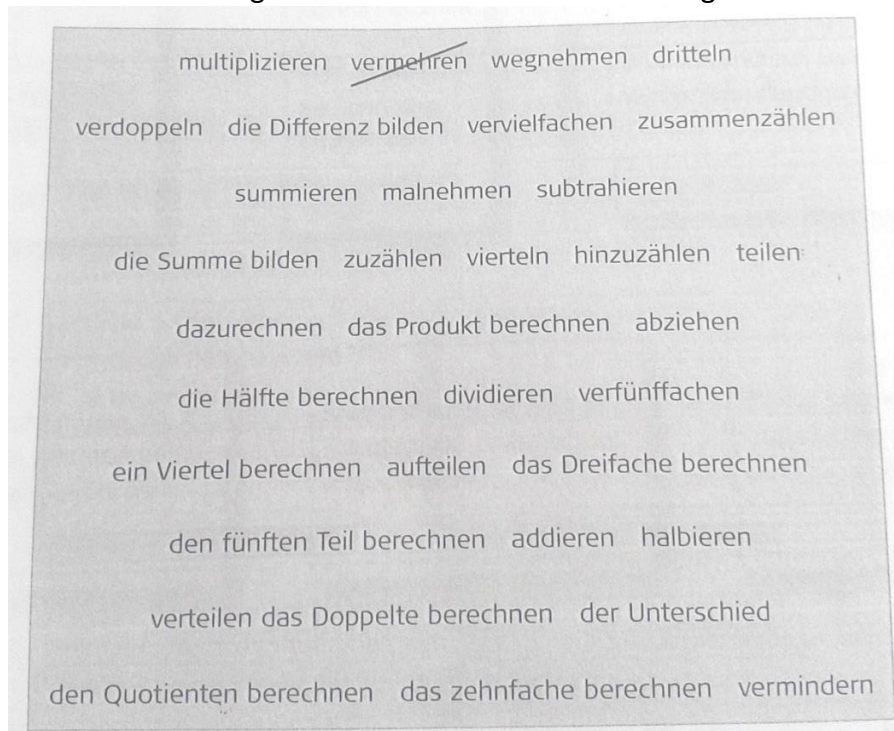 multiplizieren vermehren wegnehmen dritteln
verdoppeln die Differenz bilden vervielfachen zusammenzählen
summieren malnehmen subtrahieren
die Summe bilden zuzählen vierteln hinzuzählen teilen
dazurechnen das Produkt berechnen abziehen
die Hälfte berechnen dividieren verfünffachen
ein Viertel berechnen aufteilen das Dreifache berechnen
den fünften Teil berechnen addieren halbieren
verteilen das Doppelte berechnen der Unterschied
den Quotienten berechnen das zehnfache berechnen vermindern